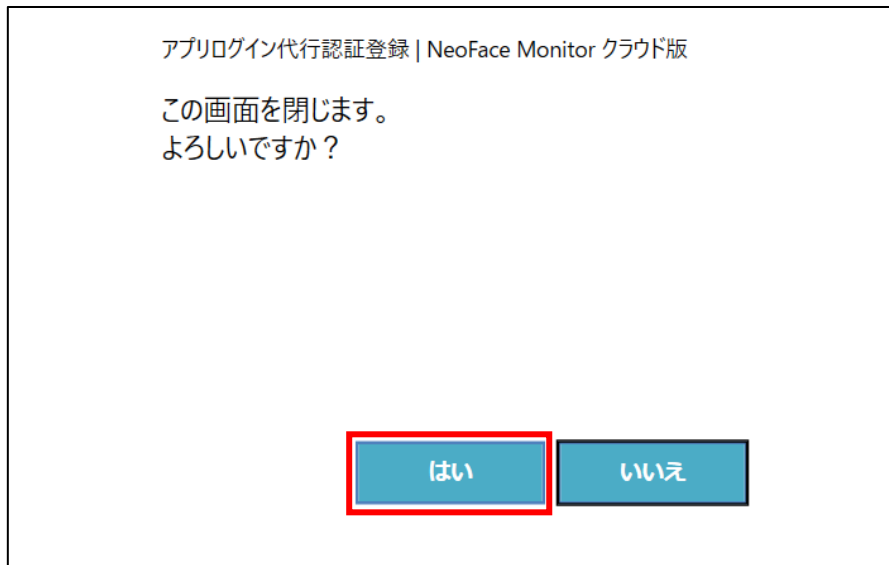 アプリログイン代行認証登録 | NeoFace Monitor クラウド版
この画面を閉じます。
よろしいですか？
はい
いいえ